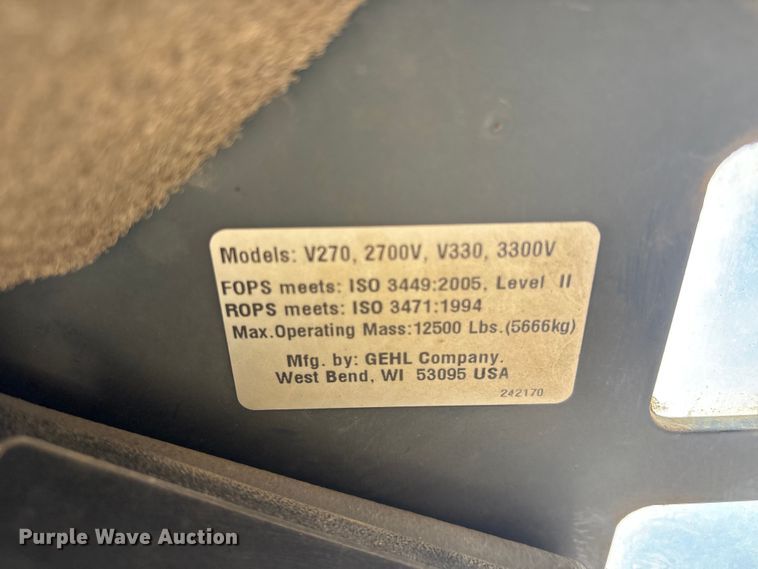 Models: V270, 2700V, V330, 3300V
FOPS meets: ISO 3449:2005, Level II
ROPS meets: ISO 3471:1994
Max.Operating Mass:12500 Lbs.(5666kg)
Mfg. by: GEHL Company.
West Bend, WI 53095 USA
242170
Purple Wave Auction